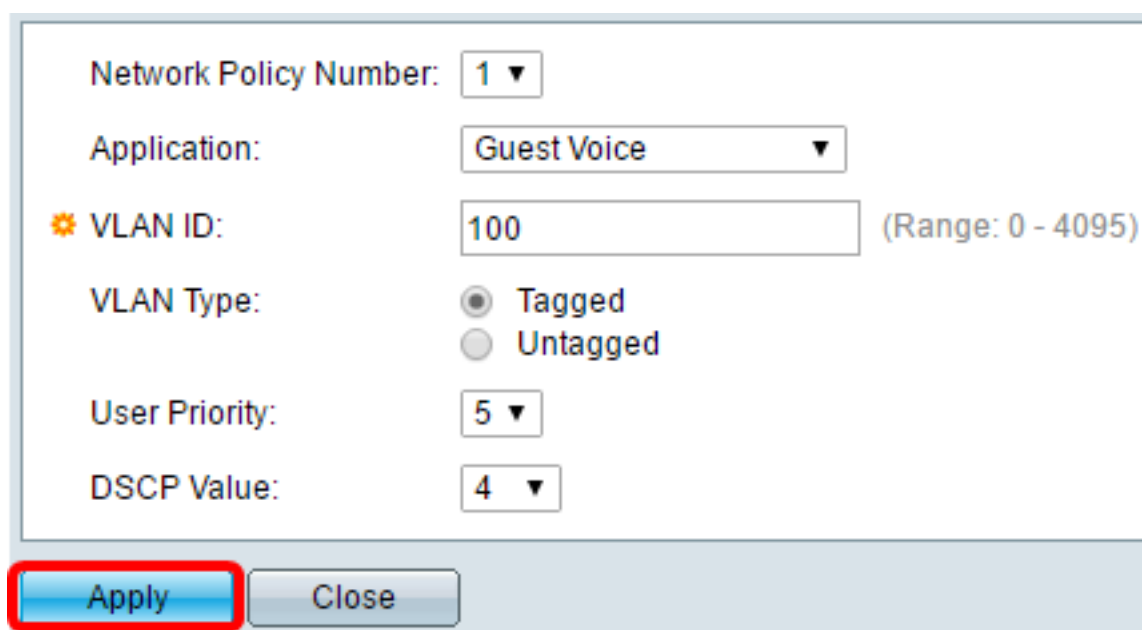 Network Policy Number: 1
Application: Guest Voice
VLAN ID: 100 (Range: 0 - 4095)
VLAN Type: Tagged
Untagged
User Priority: 5
DSCP Value: 4
Apply Close